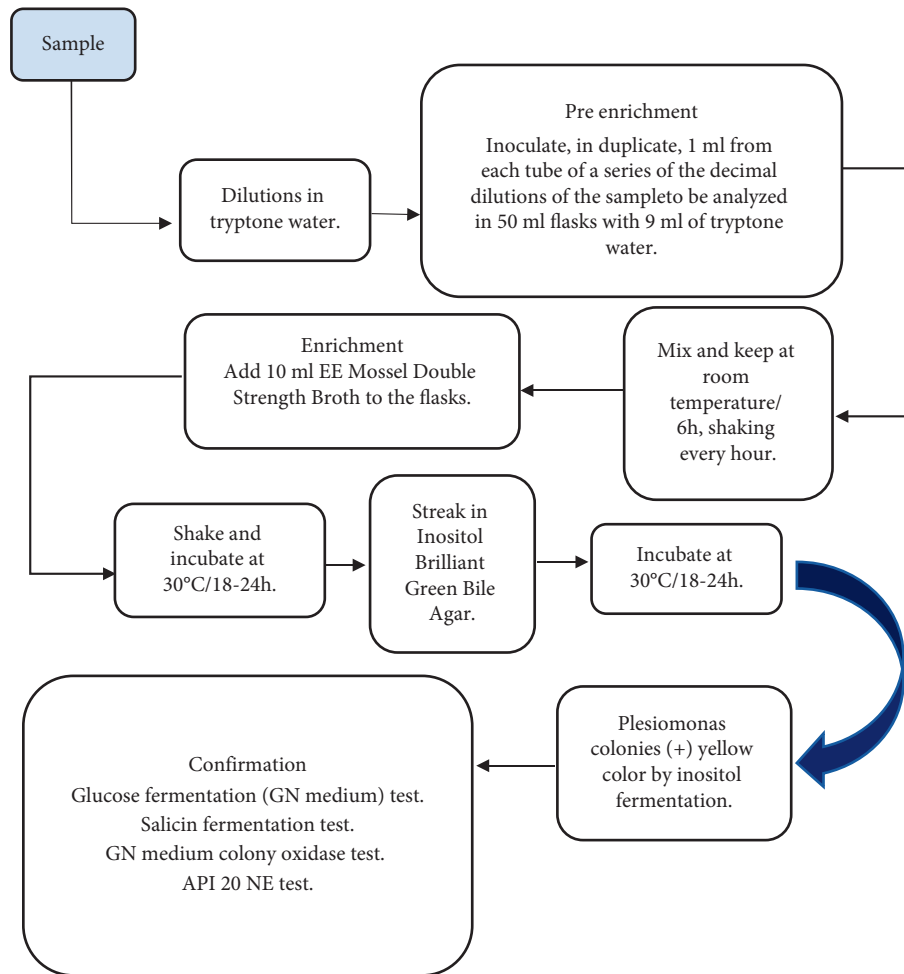 Sample
Dilutions in
tryptone water.
Pre enrichment
Inoluate, in duplicate, 1 ml from
each tube of a series of the decimal
dilutions of the sampleto be analyzed
in 50 ml flasks with 9 ml of tryptone
water.
Mix and keep at
room
temperature/
6h, shaking
every hour.
Enrichment
Add 10 ml EE Mossel Double
Strength Broth to the flasks.
Shake and
incubate at
30°C/18-24h.
Streak in
Inositol
Brilliant
Green Bile
Agar.
Incubate at
30°C/18-24h.
Plesiomonas
colonies (+) yellow
color by inositol
fermentation.
Confirmation
Glucose fermentation (GN medium) test.
Salicin fermentation test.
GN medium colony oxidase test.
API 20 NE test.